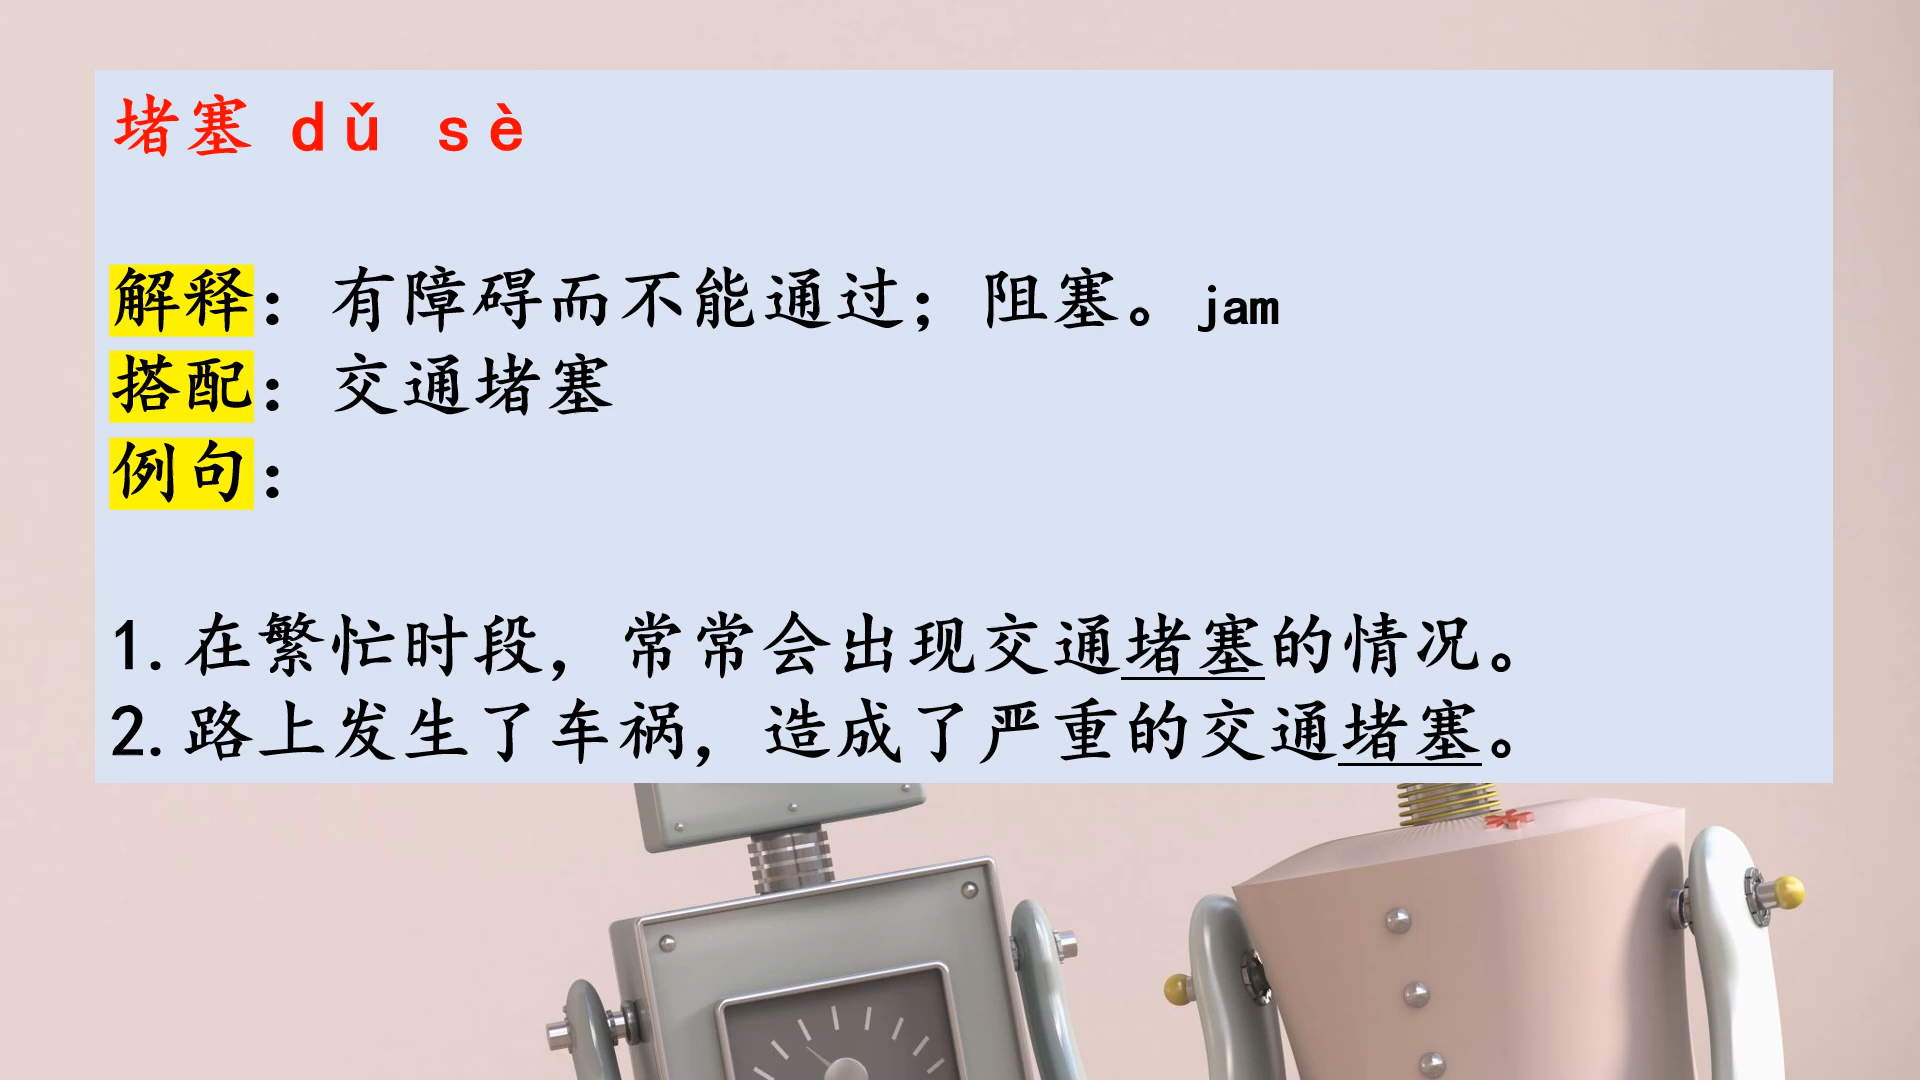 堵塞 dǔ sè
解释：有障碍而不能通过；阻塞。jam
搭配：交通堵塞
例句：
1.在繁忙时段，常常会出现交通堵塞的情况。
2.路上发生了车祸，造成了严重的交通堵塞。